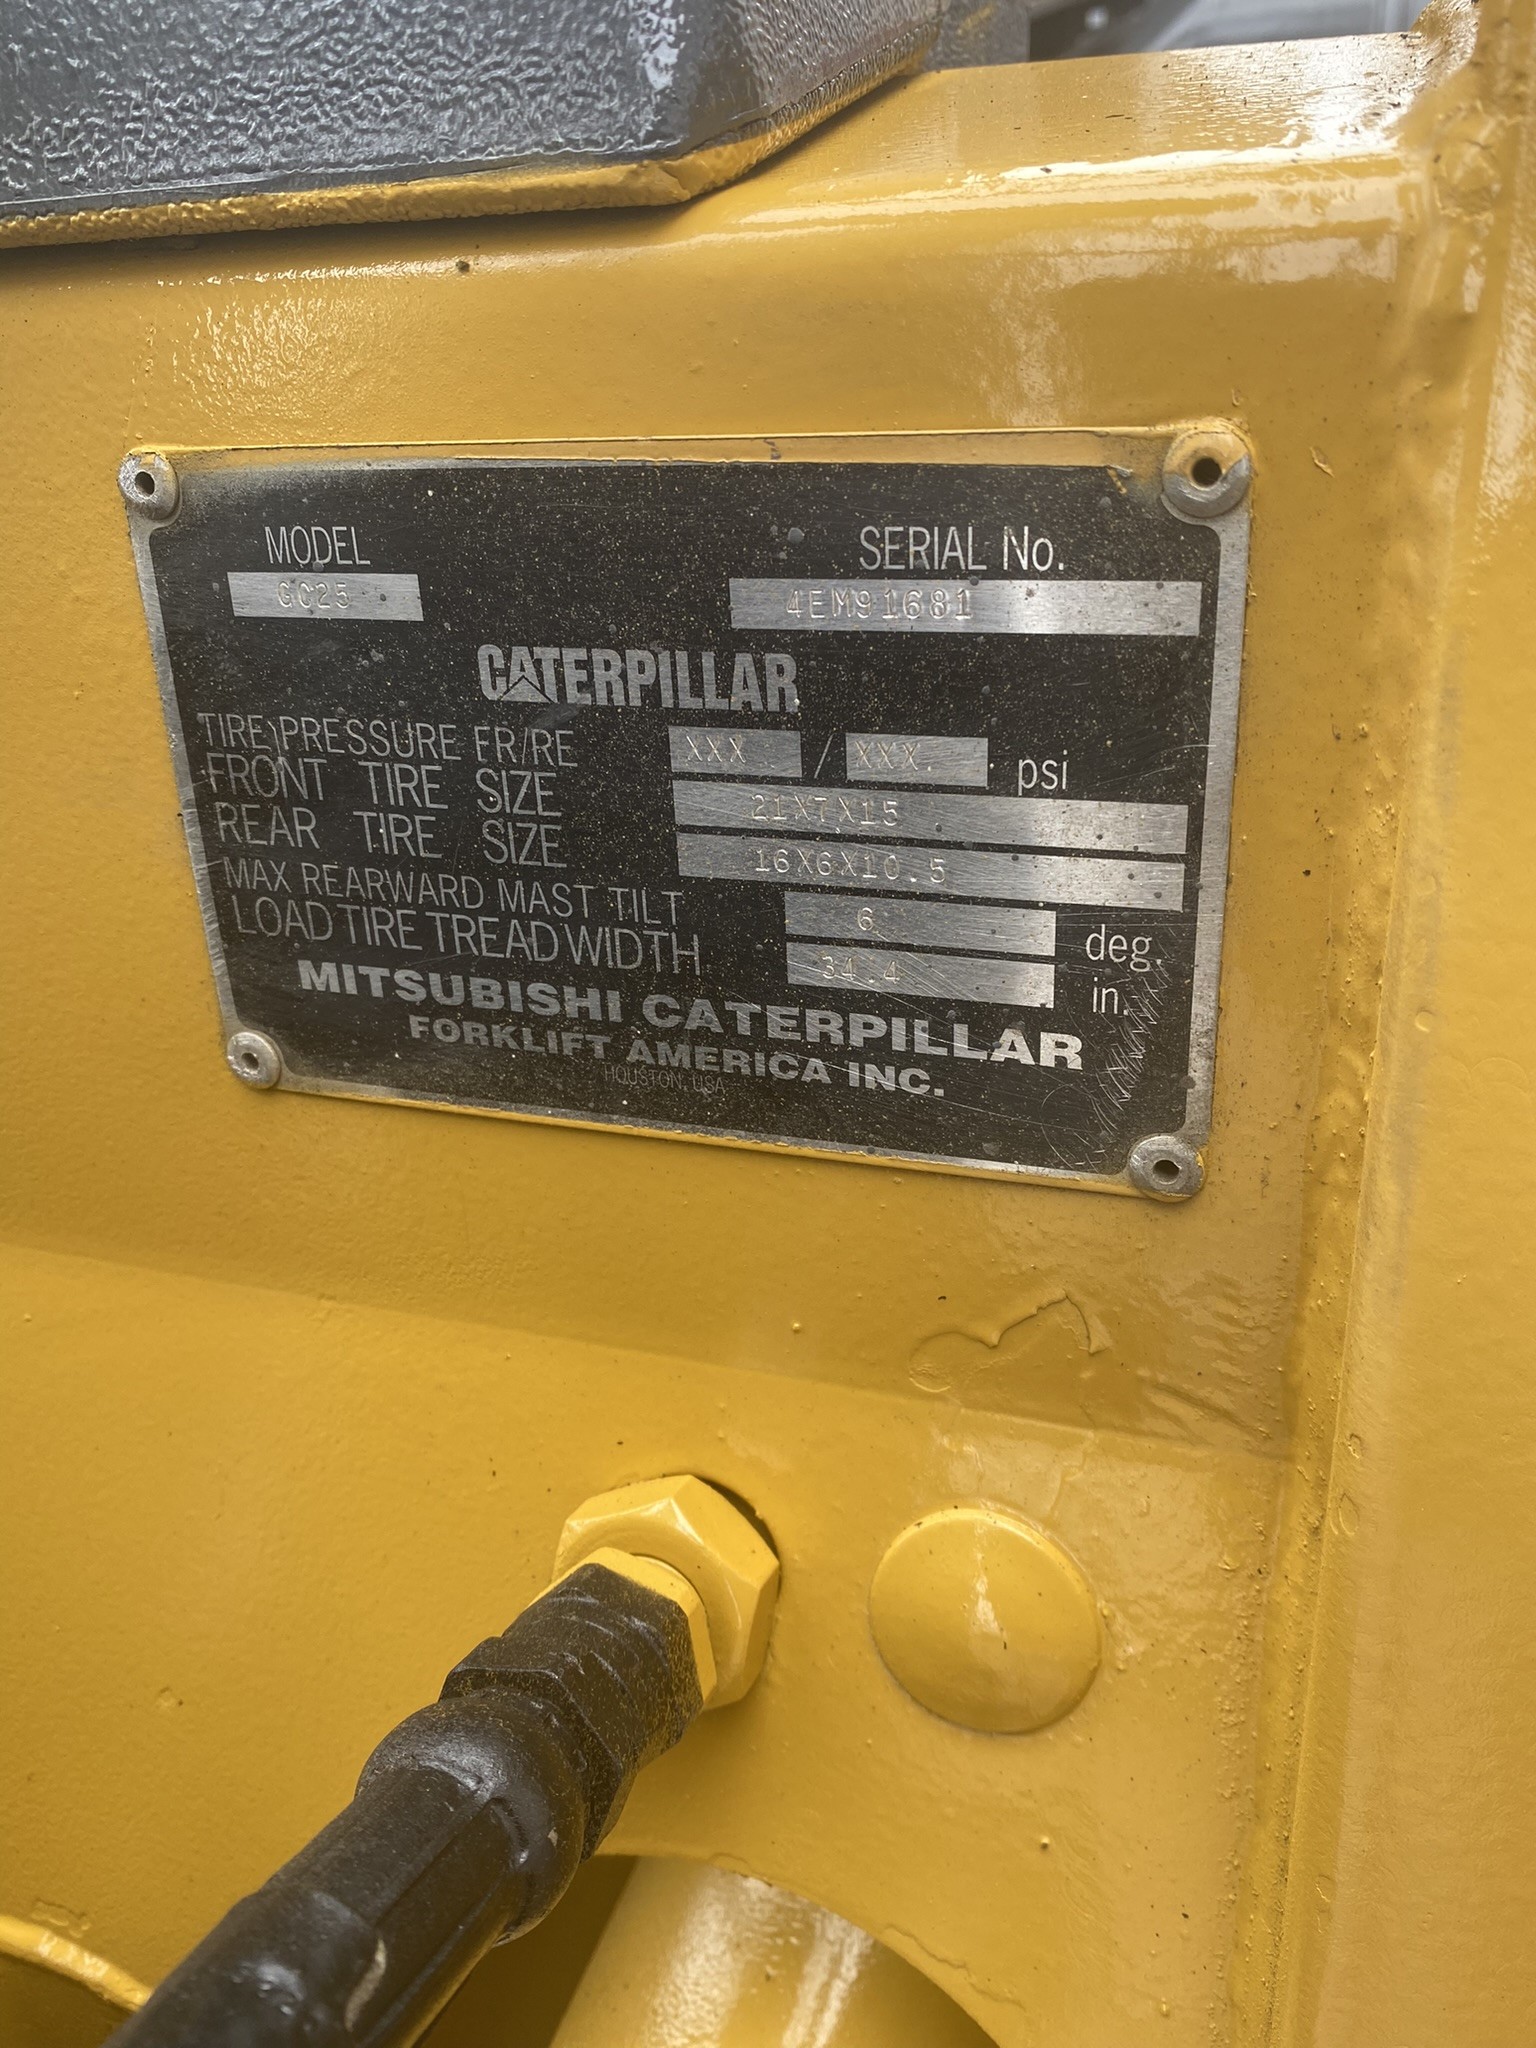 MODEL SERIAL No.
GC25 4EM91681
CATERPILLAR
TIRE PRESSURE FR/RE XXX / XXX psi
FRONT TIRE SIZE 21X7X15
REAR TIRE SIZE 16X6X10.5
MAX REARWARD MAST TILT 6 deg.
LOAD TIRE TREAD WIDTH 34.4 in.
MITSUBISHI CATERPILLAR
FORKLIFT AMERICA INC.
HOUSTON, USA